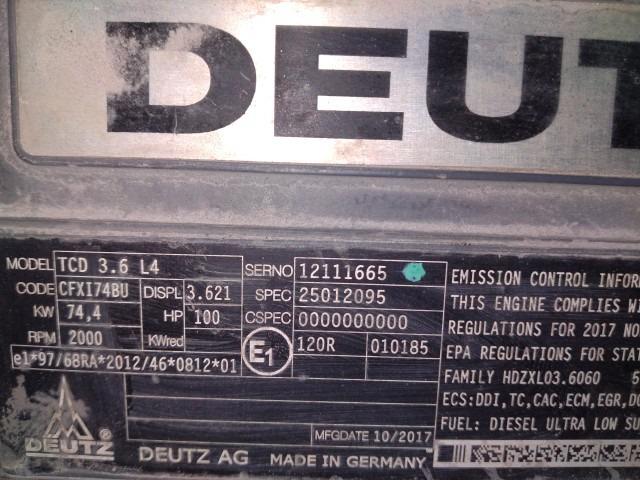 DEUTZ
MODEL TCD 3.6 L4
CODE CFXI74BU DISPL 3.621
KW 74,4 HP 100
RPM 2000 KWred
e1*97/68RA*2012/46*0812*01
SERNO 12111665
SPEC 25012095
CSPEC 0000000000
E1 120R 010185
EMISSION CONTROL INFOR
THIS ENGINE COMPLIES WI
REGULATIONS FOR 2017 NO
EPA REGULATIONS FOR STAT
FAMILY HDZXL03.6060 5
ECS:DDI,TC,CAC,ECM,EGR,DO
FUEL: DIESEL ULTRA LOW SU
MFGDATE 10/2017
DEUTZ®
DEUTZ AG MADE IN GERMANY